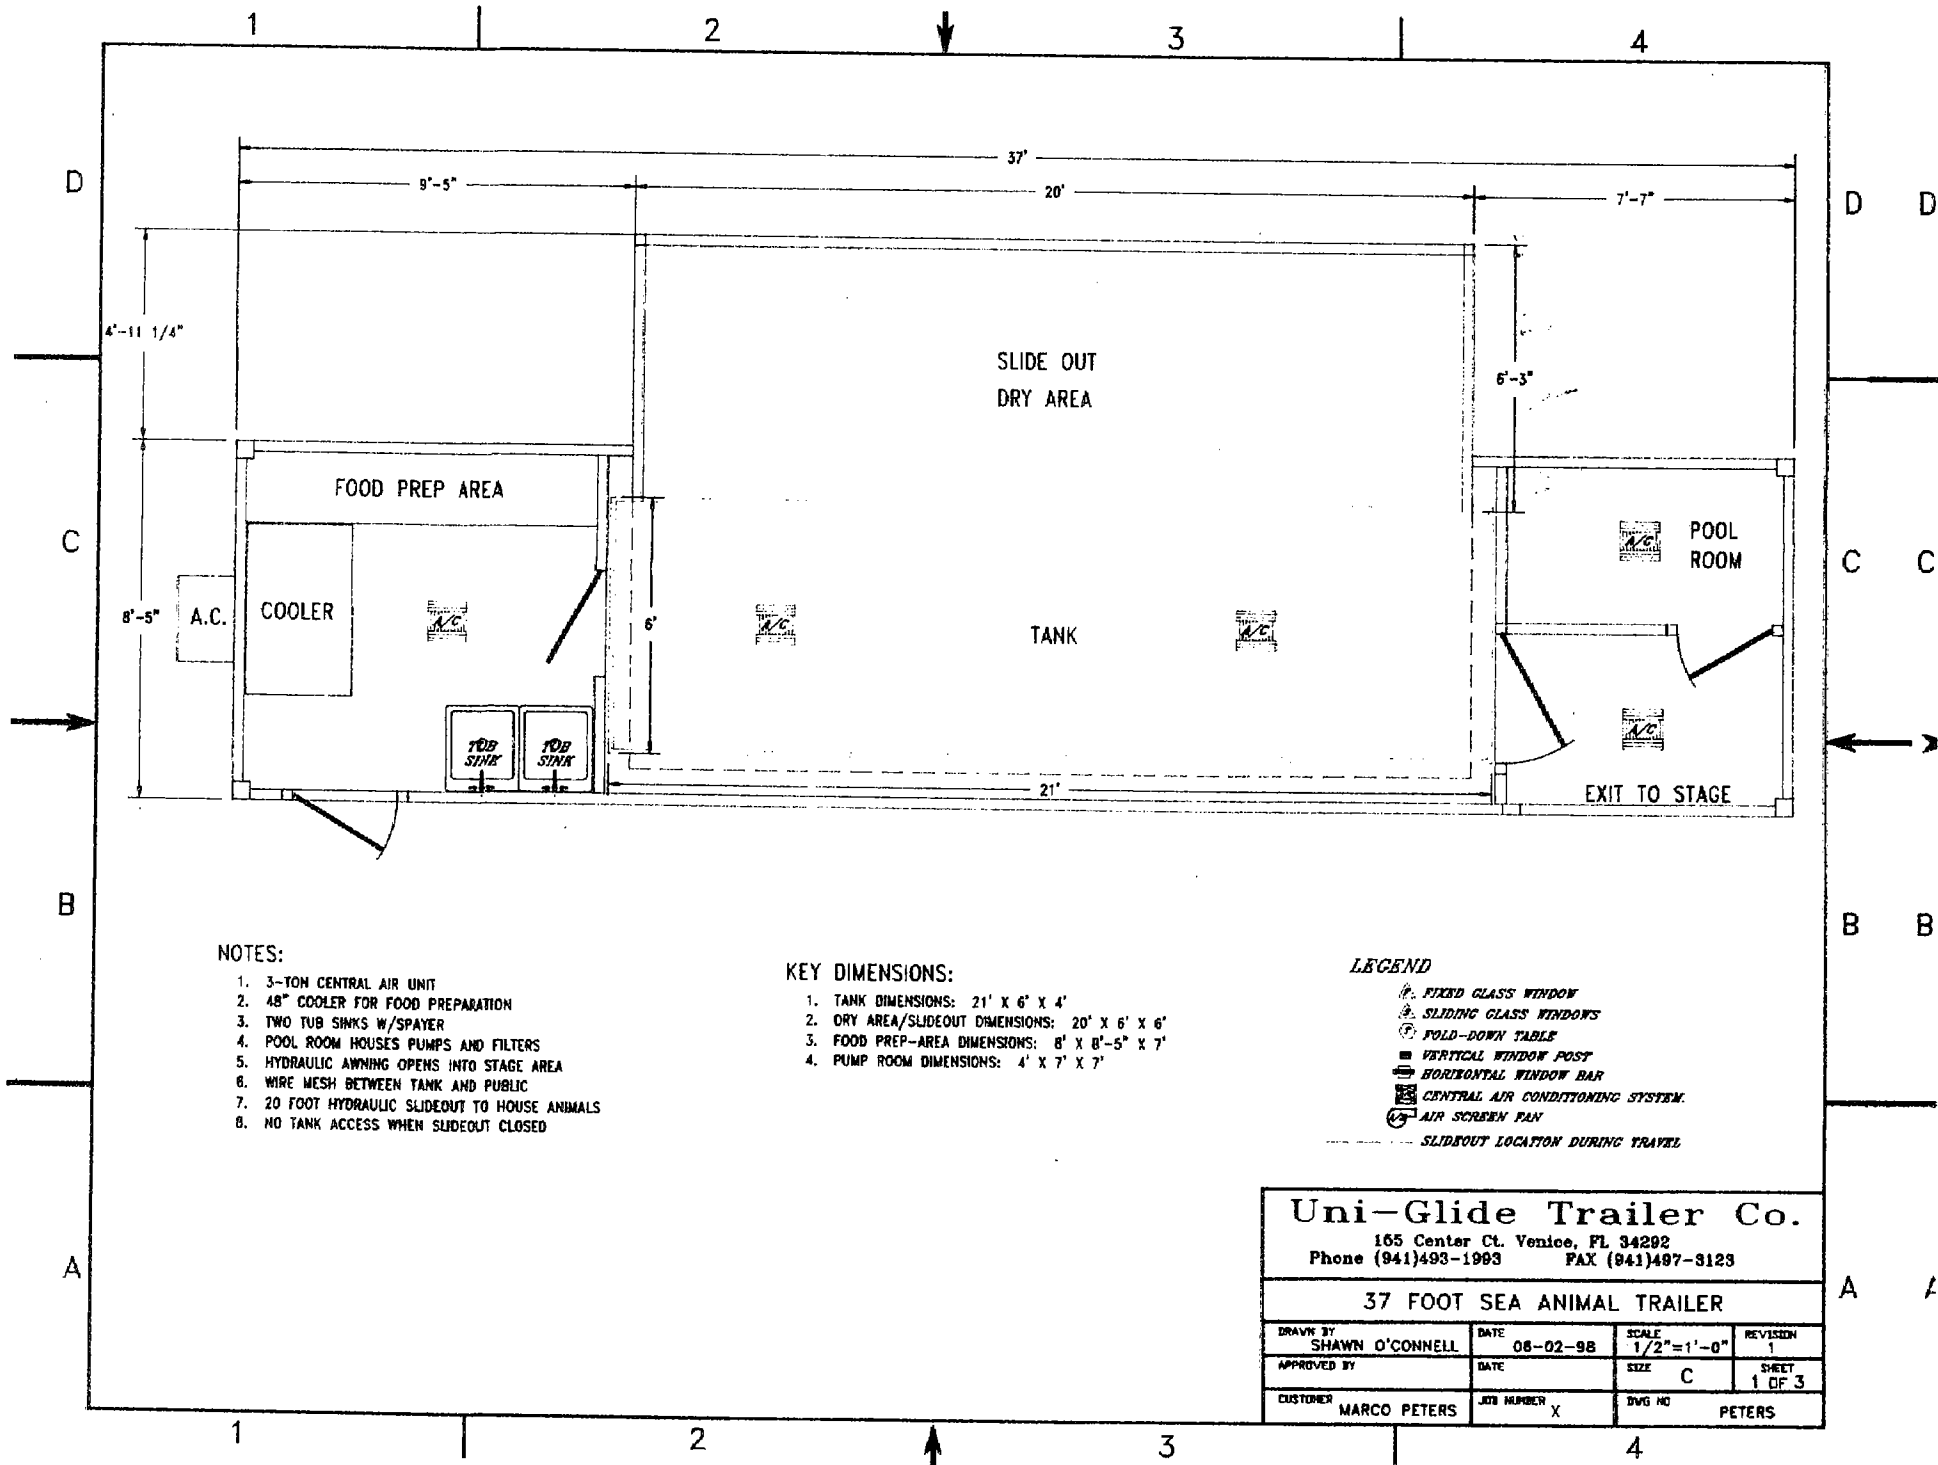 1 2 3 4
D D D
37'
9'-5" 20' 7'-7"
4'-11 1/4"
SLIDE OUT
DRY AREA
6'-3"
FOOD PREP AREA
C C C
POOL
ROOM
A/C
8'-5"
A.C.
COOLER
A/C
6'
A/C
TANK
A/C
A/C
TUB
SINK
TUB
SINK
21'
EXIT TO STAGE
B B B
NOTES:
1. 3-TON CENTRAL AIR UNIT
2. 48" COOLER FOR FOOD PREPARATION
3. TWO TUB SINKS W/SPAYER
4. POOL ROOM HOUSES PUMPS AND FILTERS
5. HYDRAULIC AWNING OPENS INTO STAGE AREA
6. WIRE MESH BETWEEN TANK AND PUBLIC
7. 20 FOOT HYDRAULIC SLIDEOUT TO HOUSE ANIMALS
8. NO TANK ACCESS WHEN SLIDEOUT CLOSED
KEY DIMENSIONS:
1. TANK DIMENSIONS: 21' X 6' X 4'
2. DRY AREA/SLIDEOUT DIMENSIONS: 20' X 6' X 6'
3. FOOD PREP-AREA DIMENSIONS: 8' X 8'-5" X 7'
4. PUMP ROOM DIMENSIONS: 4' X 7' X 7'
LEGEND
FIXED GLASS WINDOW
SLIDING GLASS WINDOWS
FOLD-DOWN TABLE
VERTICAL WINDOW POST
HORIZONTAL WINDOW BAR
CENTRAL AIR CONDITIONING SYSTEM.
AIR SCREEN FAN
SLIDEOUT LOCATION DURING TRAVEL
A A A
Uni-Glide Trailer Co.
165 Center Ct. Venice, FL 34292
Phone (941)493-1993 FAX (941)497-3123
37 FOOT SEA ANIMAL TRAILER
DRAWN BY SHAWN O'CONNELL DATE 06-02-98 SCALE 1/2"=1'-0" REVISION 1
APPROVED BY DATE SIZE C SHEET 1 OF 3
CUSTOMER MARCO PETERS JOB NUMBER X DWG NO PETERS
1 2 3 4